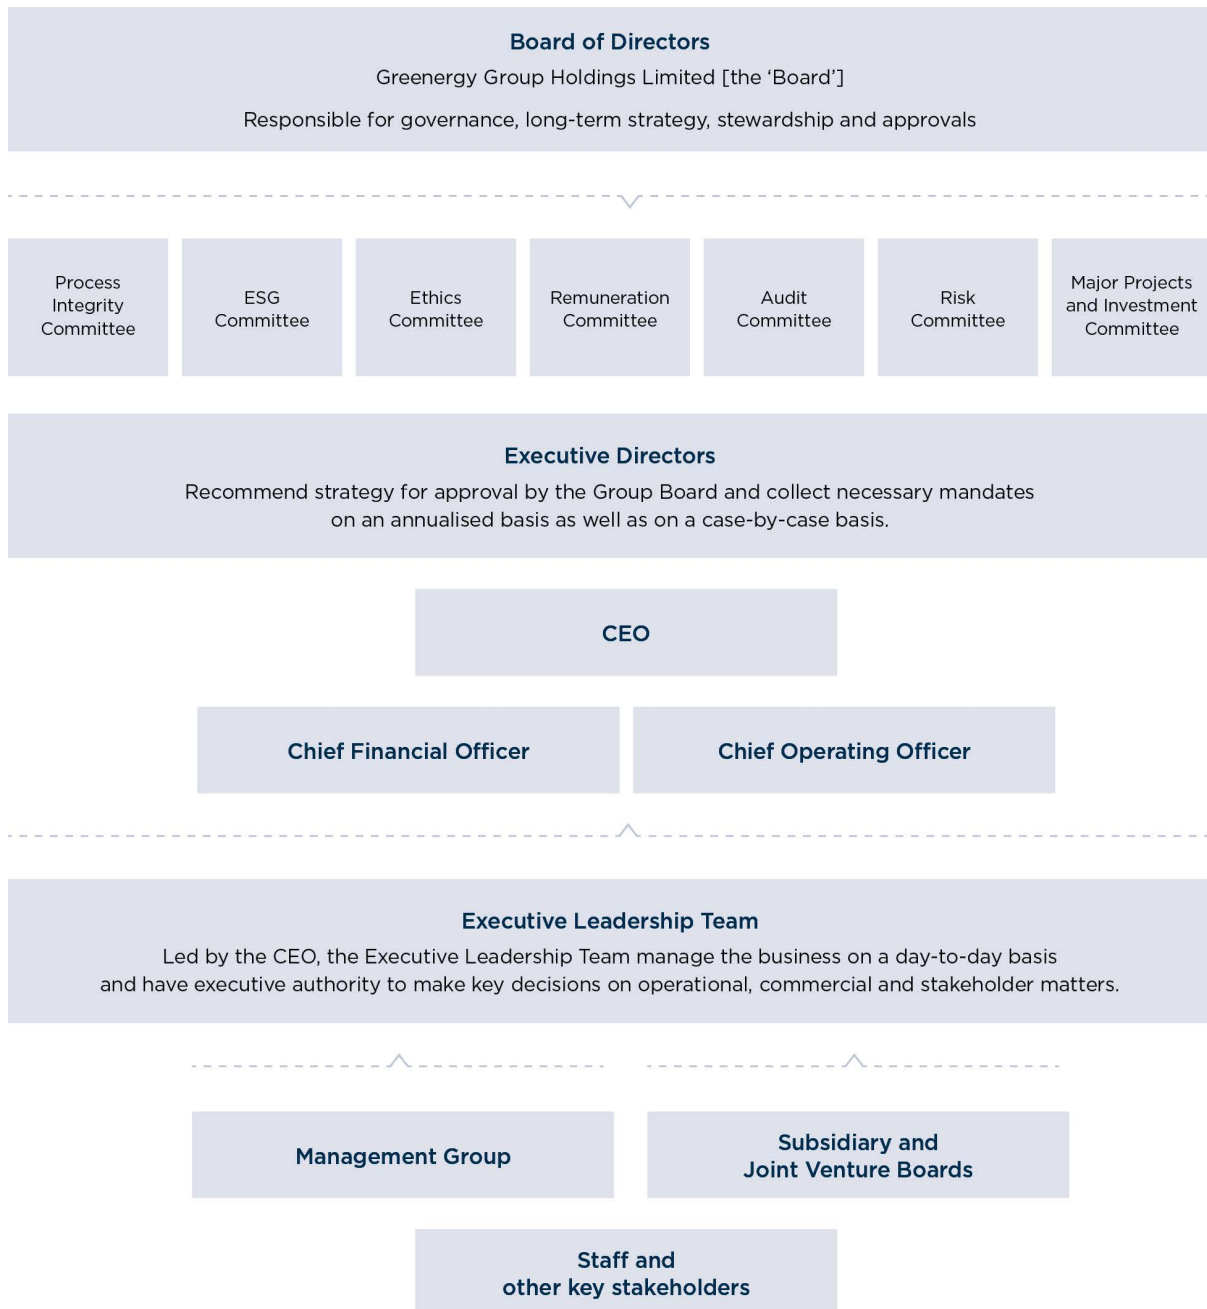 Board of Directors
Greenergy Group Holdings Limited [the ‘Board’]
Responsible for governance, long-term strategy, stewardship and approvals
Process
Integrity
Committee
ESG
Committee
Ethics
Committee
Remuneration
Committee
Audit
Committee
Risk
Committee
Major Projects
and Investment
Committee
Executive Directors
Recommend strategy for approval by the Group Board and collect necessary mandates
on an annualised basis as well as on a case-by-case basis.
CEO
Chief Financial Officer
Chief Operating Officer
Executive Leadership Team
Led by the CEO, the Executive Leadership Team manage the business on a day-to-day basis
and have executive authority to make key decisions on operational, commercial and stakeholder matters.
Management Group
Subsidiary and
Joint Venture Boards
Staff and
other key stakeholders